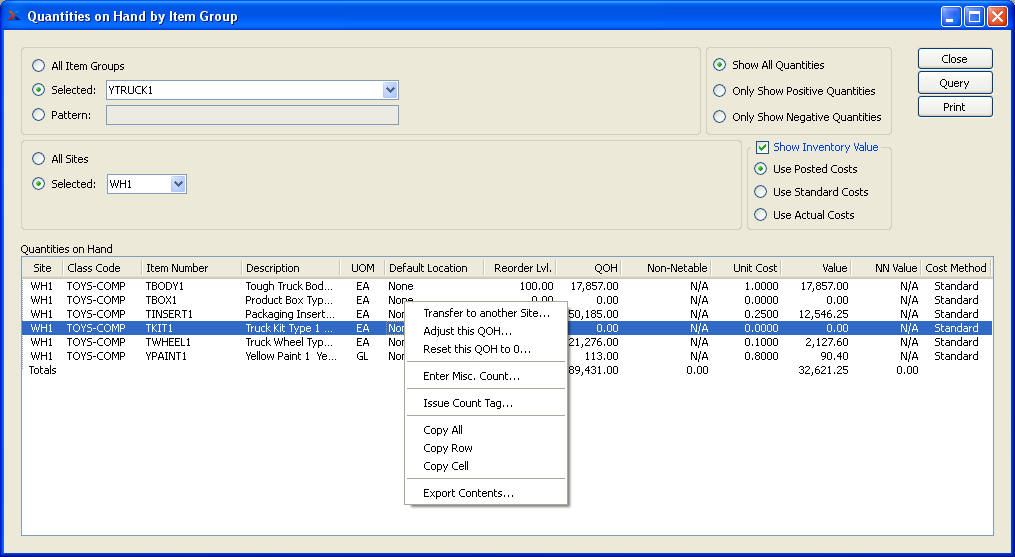 Quantities on Hand by Item Group
All Item Groups
Selected: YTRUCK1
Pattern:
Show All Quantities
Only Show Positive Quantities
Only Show Negative Quantities
Close
Query
Print
All Sites
Selected: WH1
Show Inventory Value
Use Posted Costs
Use Standard Costs
Use Actual Costs
Quantities on Hand
Site Class Code Item Number Description UOM Default Location Reorder Lvl. QOH Non-Netable Unit Cost Value NN Value Cost Method
WH1 TOYS-COMP TBODY1 Tough Truck Bod... EA None 100.00 17,857.00 N/A 1.0000 17,857.00 N/A Standard
WH1 TOYS-COMP TBOX1 Product Box Typ... EA None 0.00 0.00 N/A 0.0000 0.00 N/A Standard
WH1 TOYS-COMP TINSERT1 Packaging Insert... EA Non 50,185.00 N/A 0.2500 12,546.25 N/A Standard
WH1 TOYS-COMP TKIT1 Truck Kit Type 1 ... EA Non 0.00 N/A 0.0000 0.00 N/A Standard
WH1 TOYS-COMP TWHEEL1 Truck Wheel Typ... EA Non 21,276.00 N/A 0.1000 2,127.60 N/A Standard
WH1 TOYS-COMP YPAINT1 Yellow Paint 1 Ye... GL Non 113.00 N/A 0.8000 90.40 N/A Standard
Totals 89,431.00 0.00 32,621.25 0.00
Transfer to another Site...
Adjust this QOH...
Reset this QOH to 0...
Enter Misc. Count...
Issue Count Tag...
Copy All
Copy Row
Copy Cell
Export Contents...